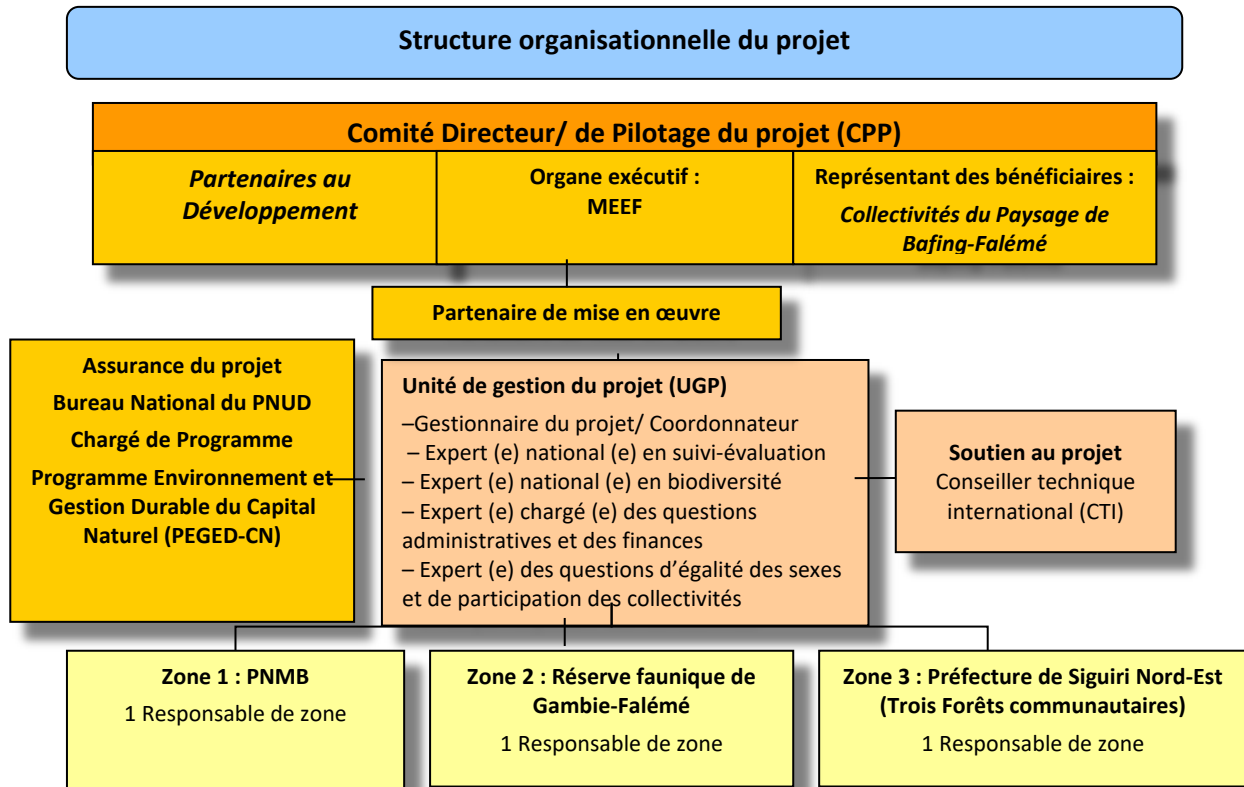 Structure organisationnelle du projet
Comité Directeur/ de Pilotage du projet (CPP)
Partenaires au
Développement
Organe exécutif :
MEEF
Représentant des bénéficiaires :
Collectivités du Paysage de
Bafing-Falémé
Partenaire de mise en œuvre
Assurance du projet
Bureau National du PNUD
Chargé de Programme
Programme Environnement et
Gestion Durable du Capital
Naturel (PEGED-CN)
Unité de gestion du projet (UGP)
–Gestionnaire du projet/ Coordonnateur
– Expert (e) national (e) en suivi-évaluation
– Expert (e) national (e) en biodiversité
– Expert (e) chargé (e) des questions
administratives et des finances
– Expert (e) des questions d’égalité des sexes
et de participation des collectivités
Soutien au projet
Conseiller technique
international (CTI)
Zone 1 : PNMB
1 Responsable de zone
Zone 2 : Réserve faunique de
Gambie-Falémé
1 Responsable de zone
Zone 3 : Préfecture de Siguiri Nord-Est
(Trois Forêts communautaires)
1 Responsable de zone